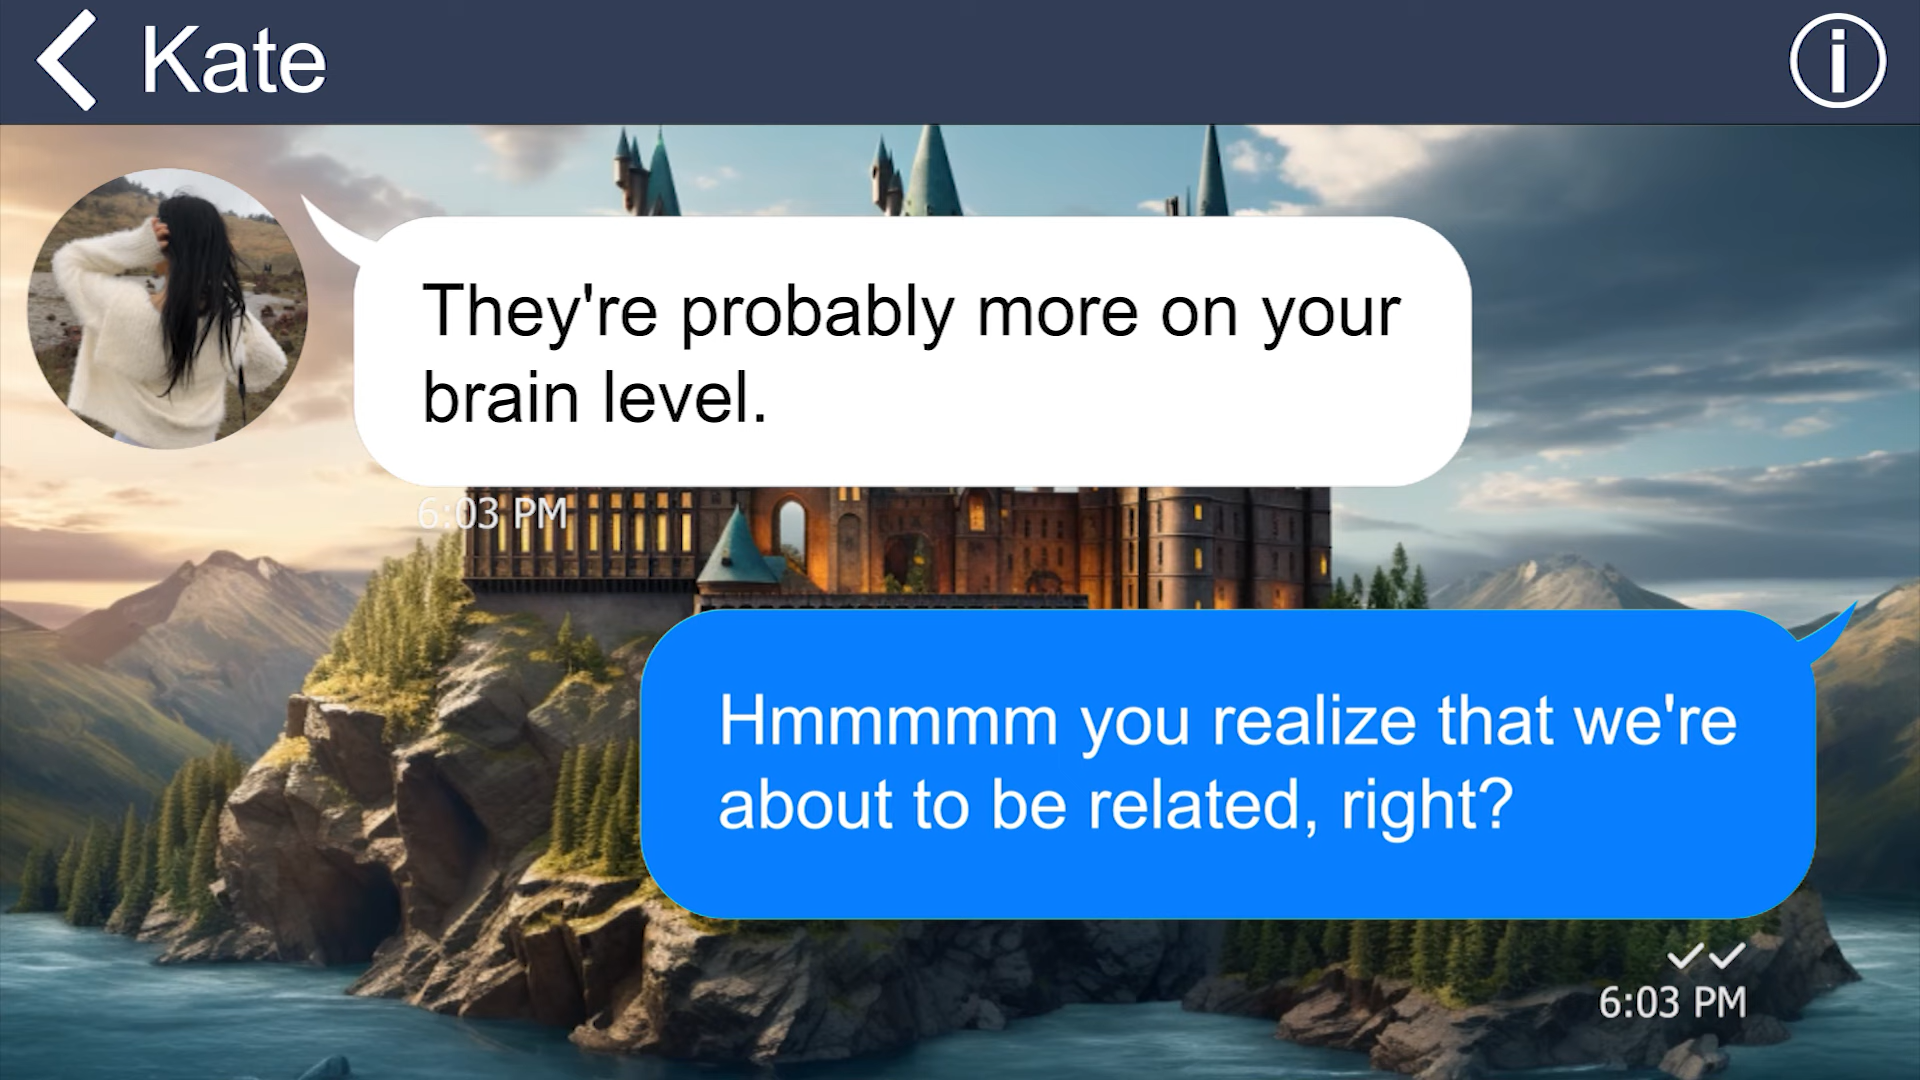 Kate
They're probably more on your
brain level.
6:03 PM
Hmmmmm you realize that we're
about to be related, right?
6:03 PM